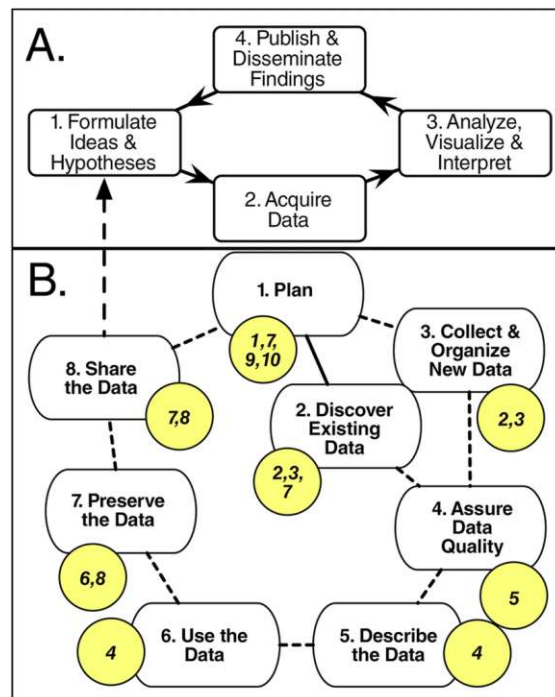 A.
4. Publish &
Disseminate
Findings
1. Formulate
Ideas &
Hypotheses
3. Analyze,
Visualize &
Interpret
2. Acquire
Data
B.
1. Plan
1,7,
9,10
3. Collect &
Organize
New Data
2,3
8. Share
the Data
7,8
2. Discover
Existing
Data
2,3,
7
7. Preserve
the Data
6,8
4. Assure
Data
Quality
5
6. Use the
Data
4
5. Describe
the Data
4